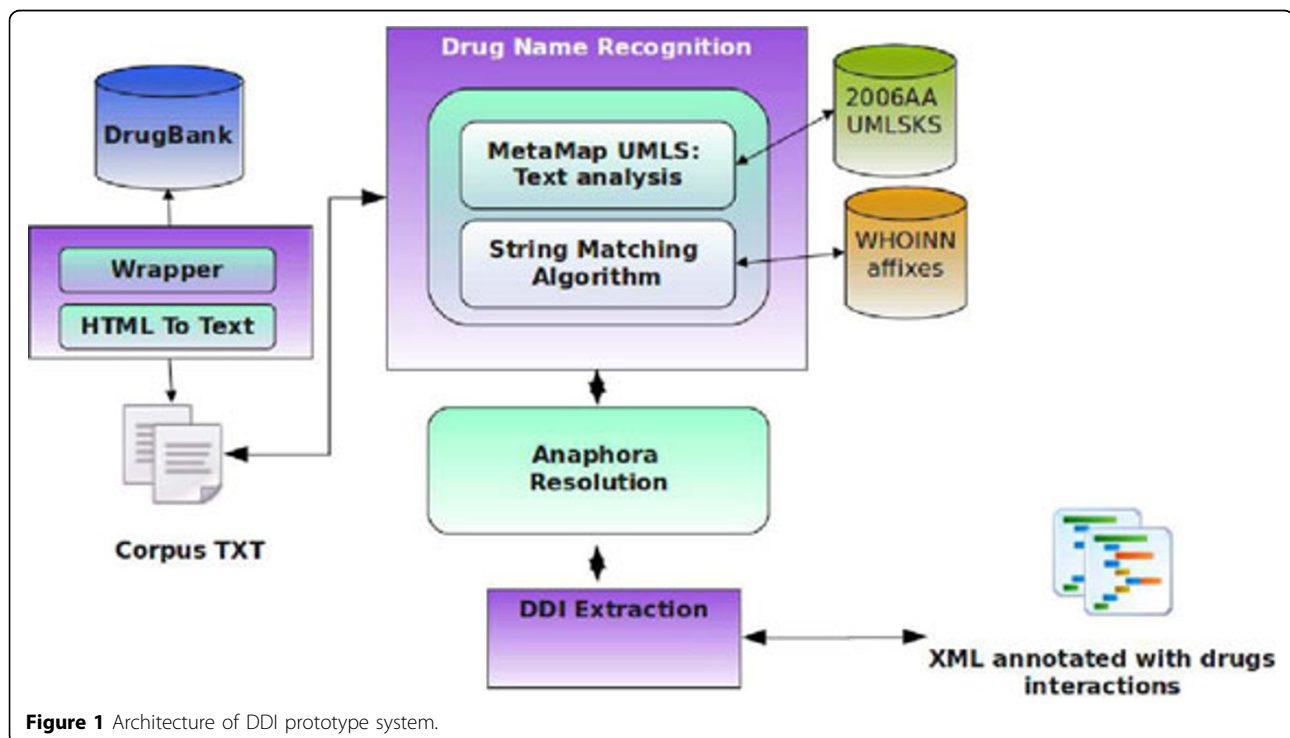 Drug Name Recognition
DrugBank
2006AA
UMLSKS
MetaMap UMLS:
Text analysis
Wrapper
String Matching
Algorithm
WHOINN
affixes
HTML To Text
Anaphora
Resolution
Corpus TXT
DDI Extraction
XML annotated with drugs
interactions
Figure 1 Architecture of DDI prototype system.